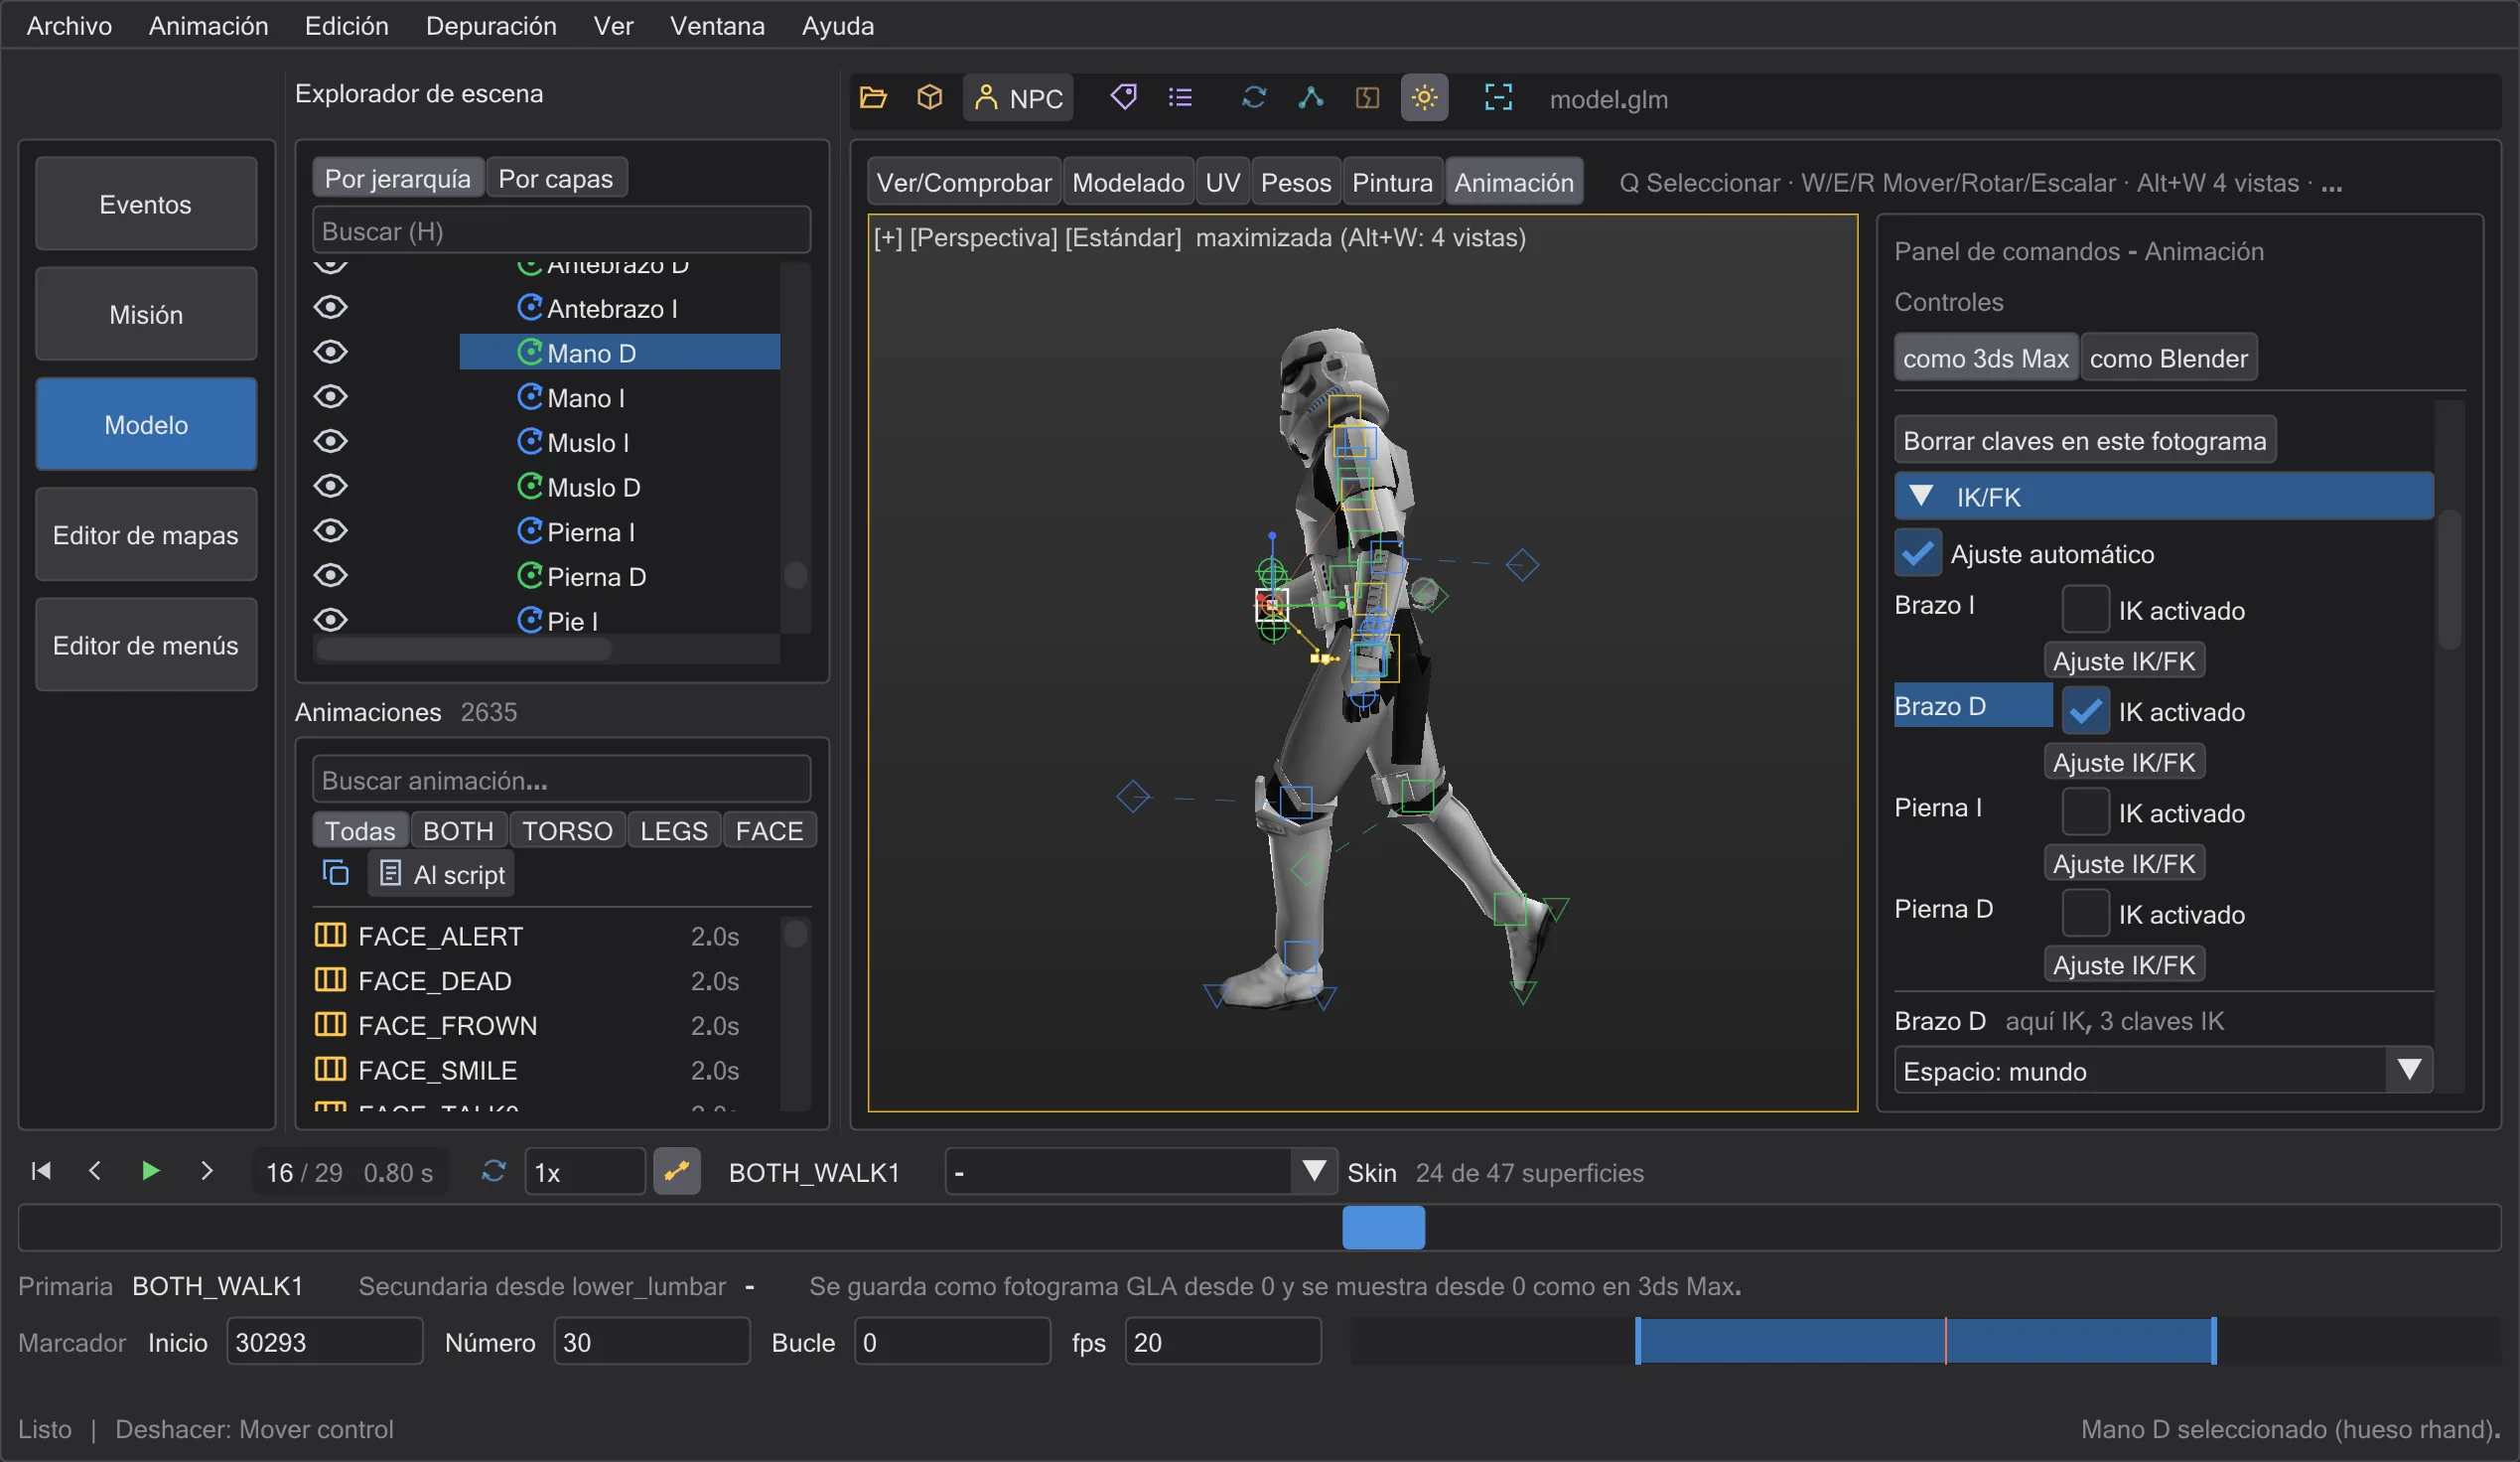 Archivo Animación Edición Depuración Ver Ventana Ayuda
Explorador de escena
NPC
model.glm
Eventos
Misión
Modelo
Editor de mapas
Editor de menús
Por jerarquía Por capas
Buscar (H)
Antebrazo D
Antebrazo I
Mano D
Mano I
Muslo I
Muslo D
Pierna I
Pierna D
Pie I
Animaciones 2635
Buscar animación...
Todas BOTH TORSO LEGS FACE
AI script
FACE_ALERT 2.0s
FACE_DEAD 2.0s
FACE_FROWN 2.0s
FACE_SMILE 2.0s
Ver/Comprobar Modelado UV Pesos Pintura Animación Q Seleccionar · W/E/R Mover/Rotar/Escalar · Alt+W 4 vistas · ...
[+] [Perspectiva] [Estándar] maximizada (Alt+W: 4 vistas)
Panel de comandos - Animación
Controles
como 3ds Max como Blender
Borrar claves en este fotograma
IK/FK
Ajuste automático
Brazo I IK activado
Ajuste IK/FK
Brazo D IK activado
Ajuste IK/FK
Pierna I IK activado
Ajuste IK/FK
Pierna D IK activado
Ajuste IK/FK
Brazo D aquí IK, 3 claves IK
Espacio: mundo
16 / 29 0.80 s 1x BOTH_WALK1 - Skin 24 de 47 superficies
Primaria BOTH_WALK1 Secundaria desde lower_lumbar - Se guarda como fotograma GLA desde 0 y se muestra desde 0 como en 3ds Max.
Marcador Inicio 30293 Número 30 Bucle 0 fps 20
Listo | Deshacer: Mover control
Mano D seleccionado (hueso rhand).